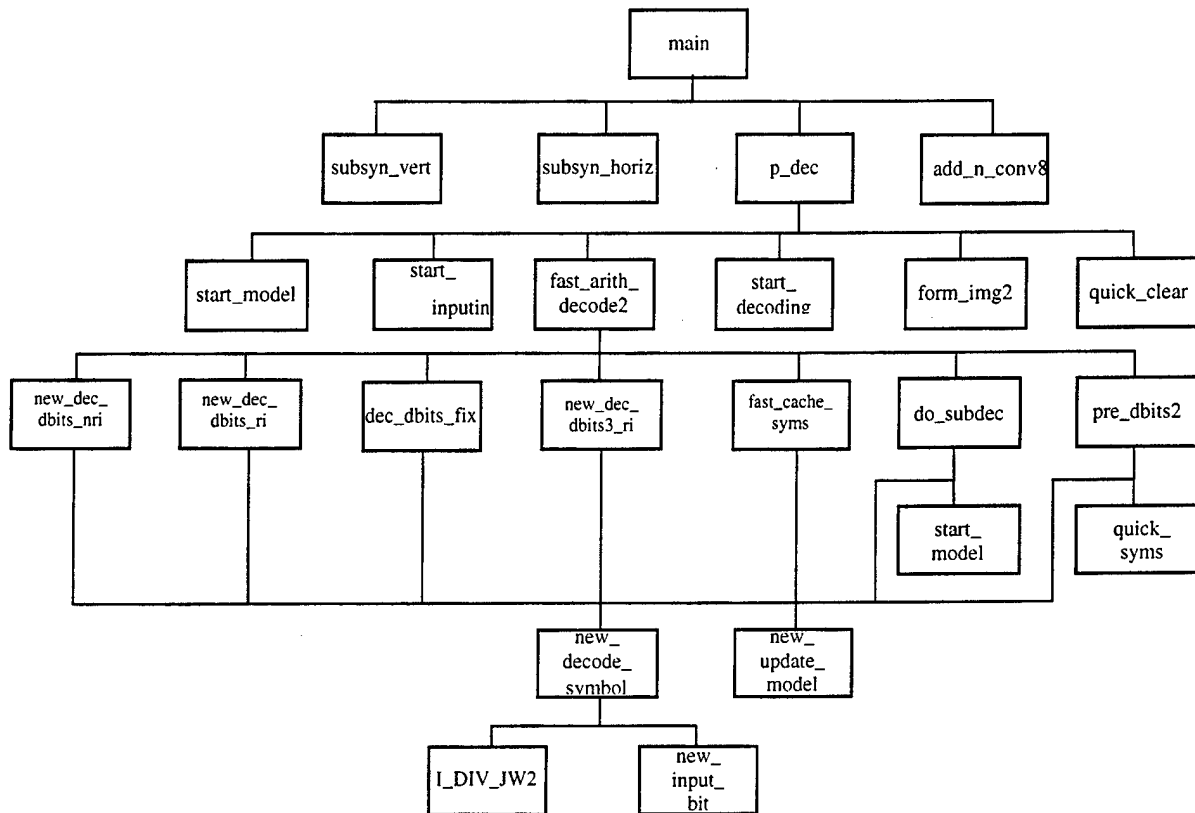 main
subsyn_vert
subsyn_horiz
p_dec
add_n_conv8
start_model
start_
inputin
fast_arith_
decode2
start_
decoding
form_img2
quick_clear
new_dec_
dbits_nri
new_dec_
dbits_ri
dec_dbits_fix
new_dec_
dbits3_ri
fast_cache_
syms
do_subdec
pre_dbits2
start_
model
quick_
syms
new_
decode_
symbol
new_
update_
model
I_DIV_JW2
new_
input_
bit